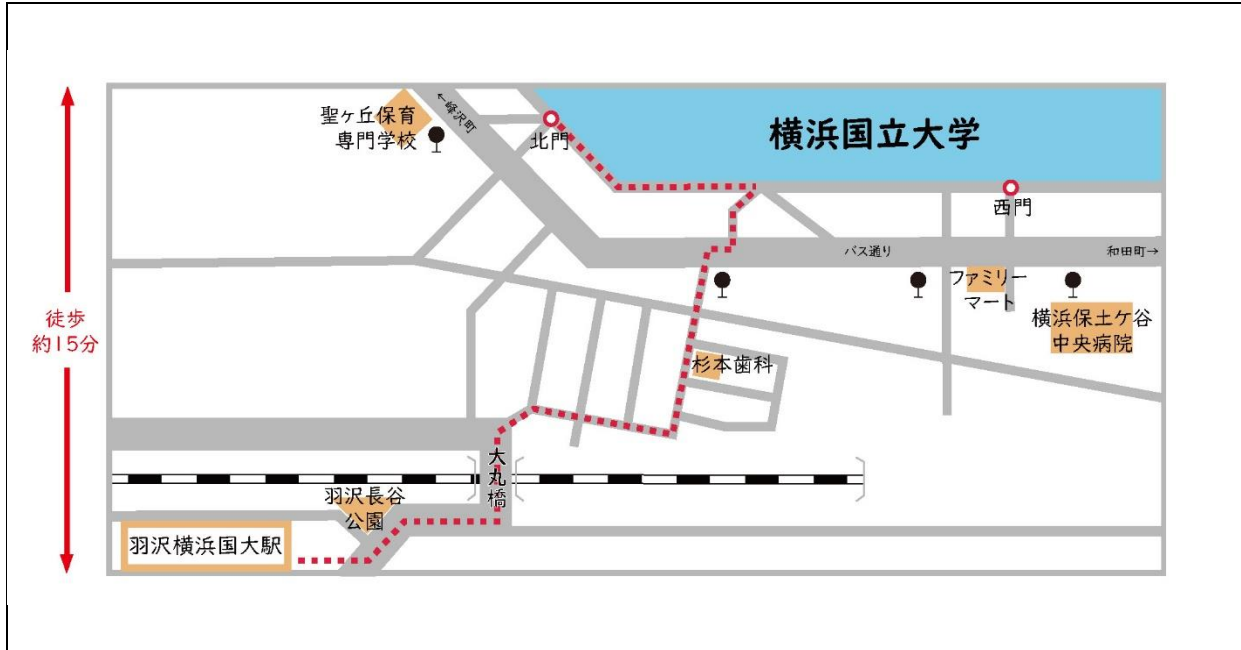 聖ヶ丘保育
専門学校
←峰沢町
北門
横浜国立大学
西門
バス通り
和田町→
ファミリー
マート
横浜保土ケ谷
中央病院
徒歩
約15分
杉本歯科
大丸橋
羽沢長谷
公園
羽沢横浜国大駅